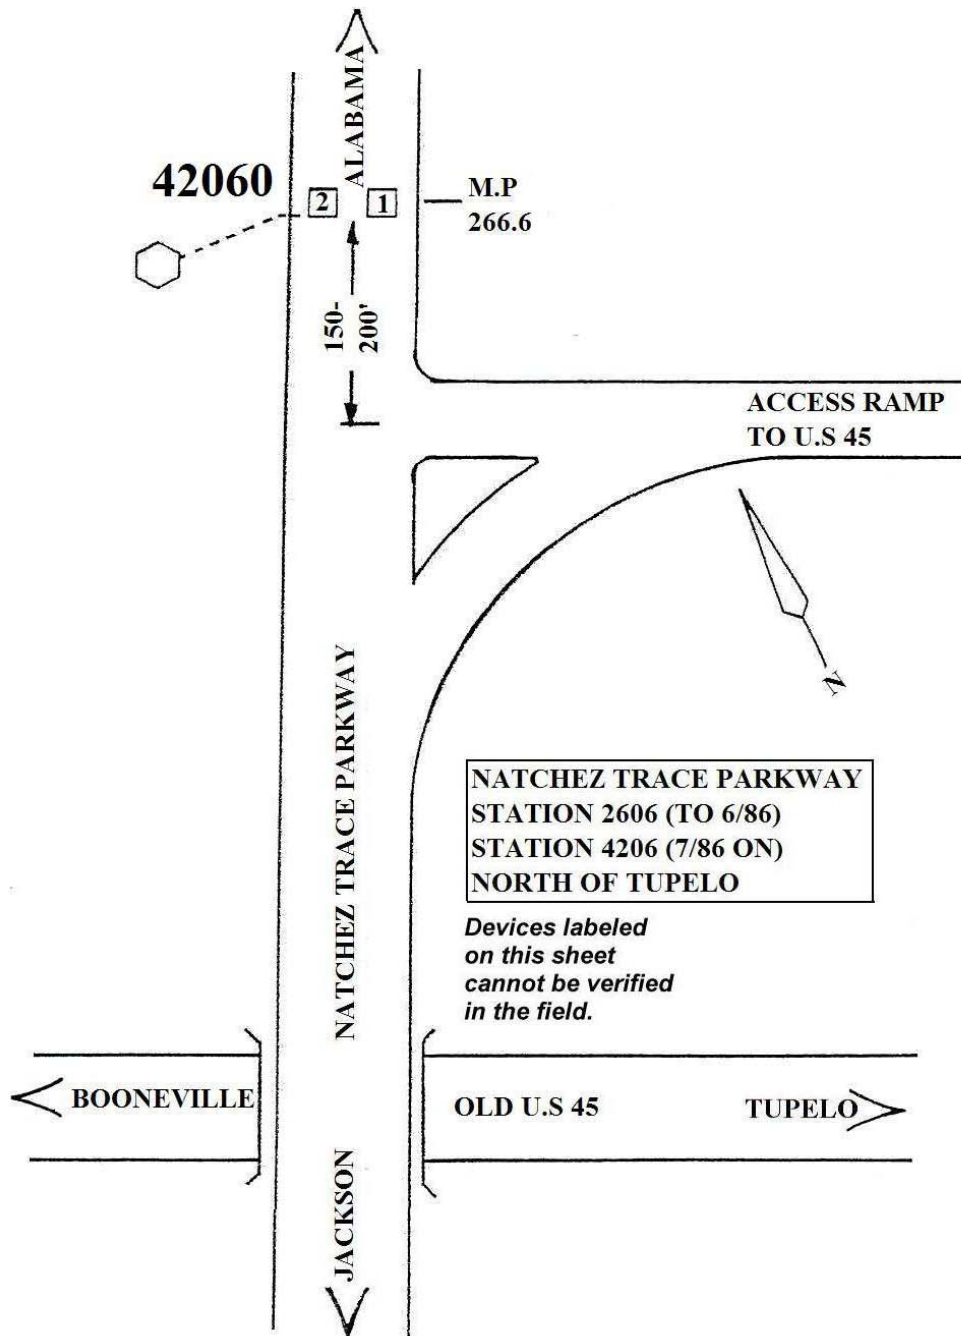 ALABAMA
42060
2
1
M.P
266.6
150-
200'
ACCESS RAMP
TO U.S 45
N
NATCHEZ TRACE PARKWAY
NATCHEZ TRACE PARKWAY
STATION 2606 (TO 6/86)
STATION 4206 (7/86 ON)
NORTH OF TUPELO
Devices labeled
on this sheet
cannot be verified
in the field.
BOONEVILLE
OLD U.S 45
TUPELO
JACKSON